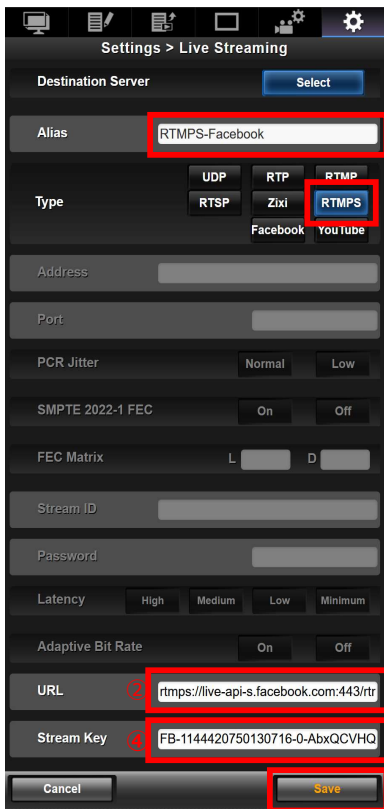 Settings > Live Streaming
Destination Server Select
Alias RTMPS-Facebook
UDP RTP RTMP
Type RTSP Zixi RTMPS
Facebook YouTube
Address
Port
PCR Jitter Normal Low
SMPTE 2022-1 FEC On Off
FEC Matrix L D
Stream ID
Password
Latency High Medium Low Minimum
Adaptive Bit Rate On Off
URL ② rtmps://live-api-s.facebook.com:443/rtr
Stream Key ④ FB-1144420750130716-0-AbxQCVHQ
Cancel Save